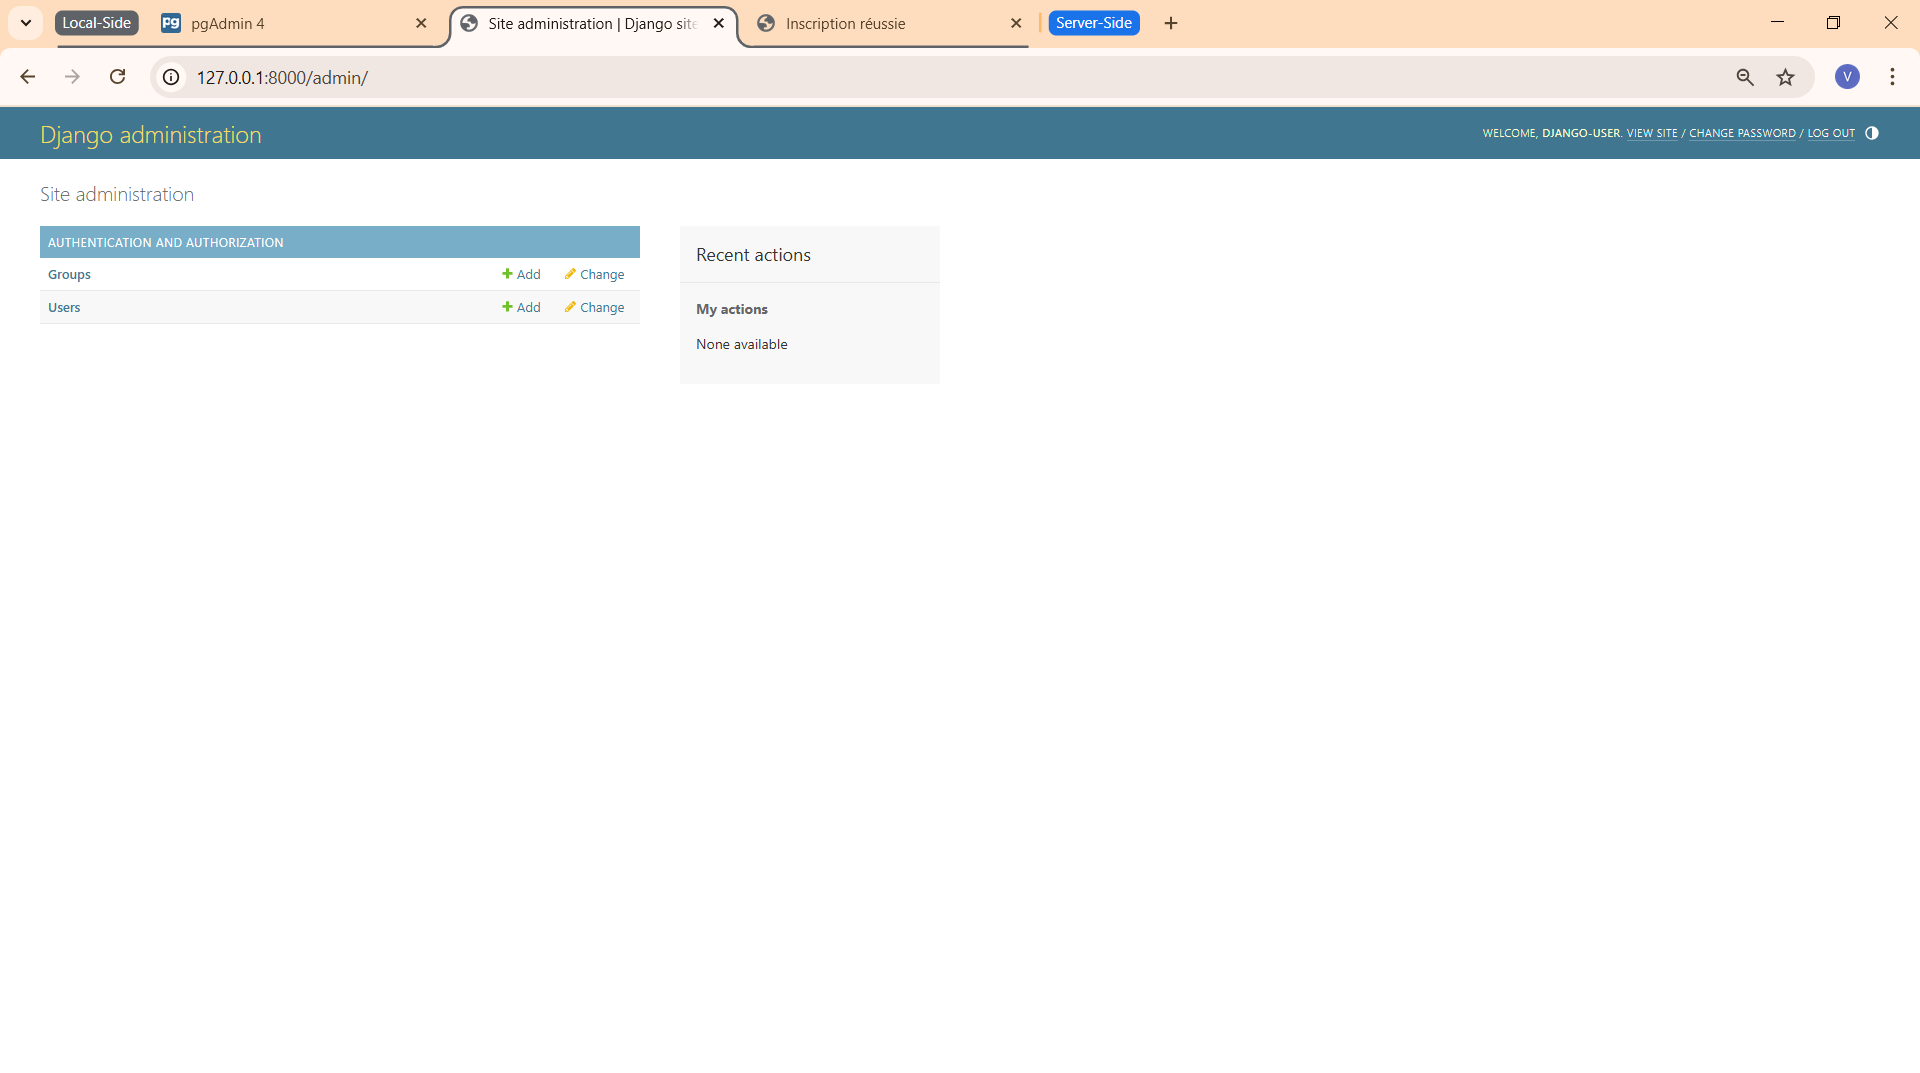 Local-Side
pgAdmin 4
Site administration | Django site
Inscription réussie
Server-Side
127.0.0.1:8000/admin/
V
Django administration
WELCOME, DJANGO-USER. VIEW SITE / CHANGE PASSWORD / LOG OUT
Site administration
AUTHENTICATION AND AUTHORIZATION
Groups
Add
Change
Users
Add
Change
Recent actions
My actions
None available